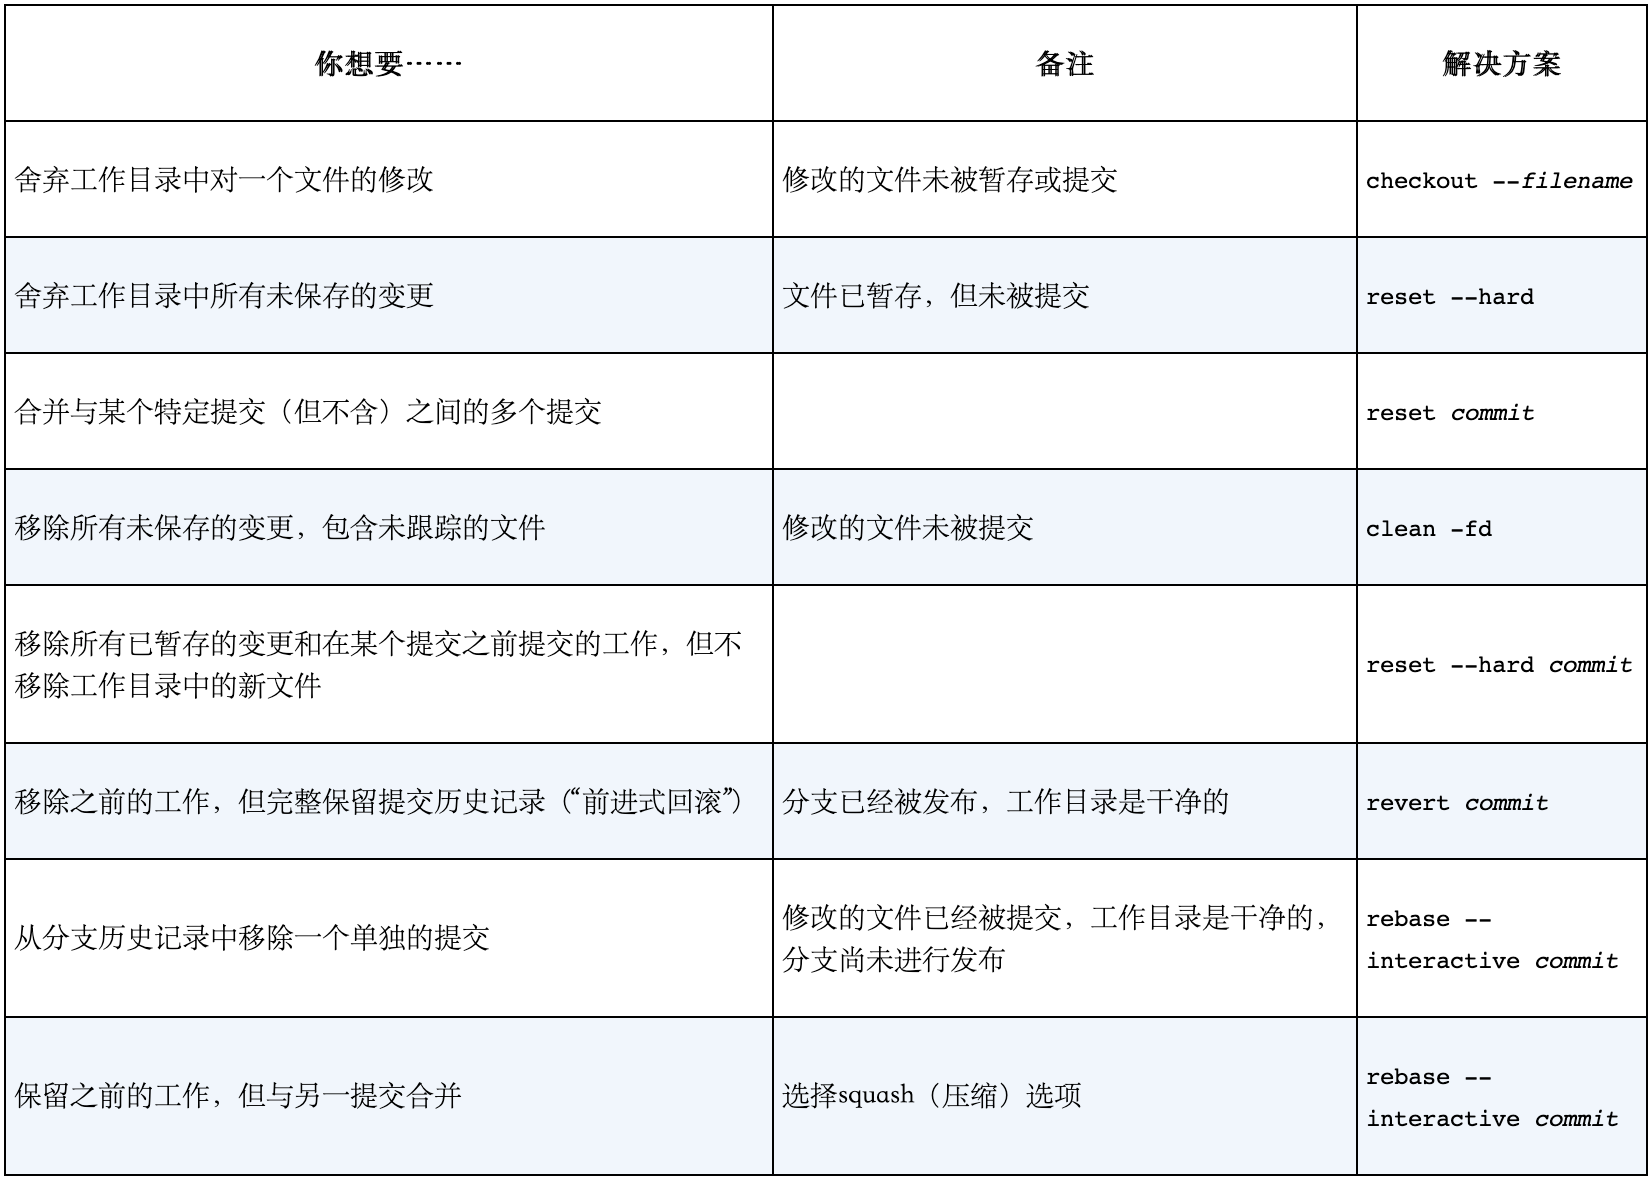 你想要……
备注
解决方案
舍弃工作目录中对一个文件的修改
修改的文件未被暂存或提交
checkout --filename
舍弃工作目录中所有未保存的变更
文件已暂存，但未被提交
reset --hard
合并与某个特定提交（但不含）之间的多个提交
reset commit
移除所有未保存的变更，包含未跟踪的文件
修改的文件未被提交
clean -fd
移除所有已暂存的变更和在某个提交之前提交的工作，但不
移除工作目录中的新文件
reset --hard commit
移除之前的工作，但完整保留提交历史记录（“前进式回滚”）
分支已经被发布，工作目录是干净的
revert commit
从分支历史记录中移除一个单独的提交
修改的文件已经被提交，工作目录是干净的，
分支尚未进行发布
rebase --
interactive commit
保留之前的工作，但与另一提交合并
选择squash（压缩）选项
rebase --
interactive commit